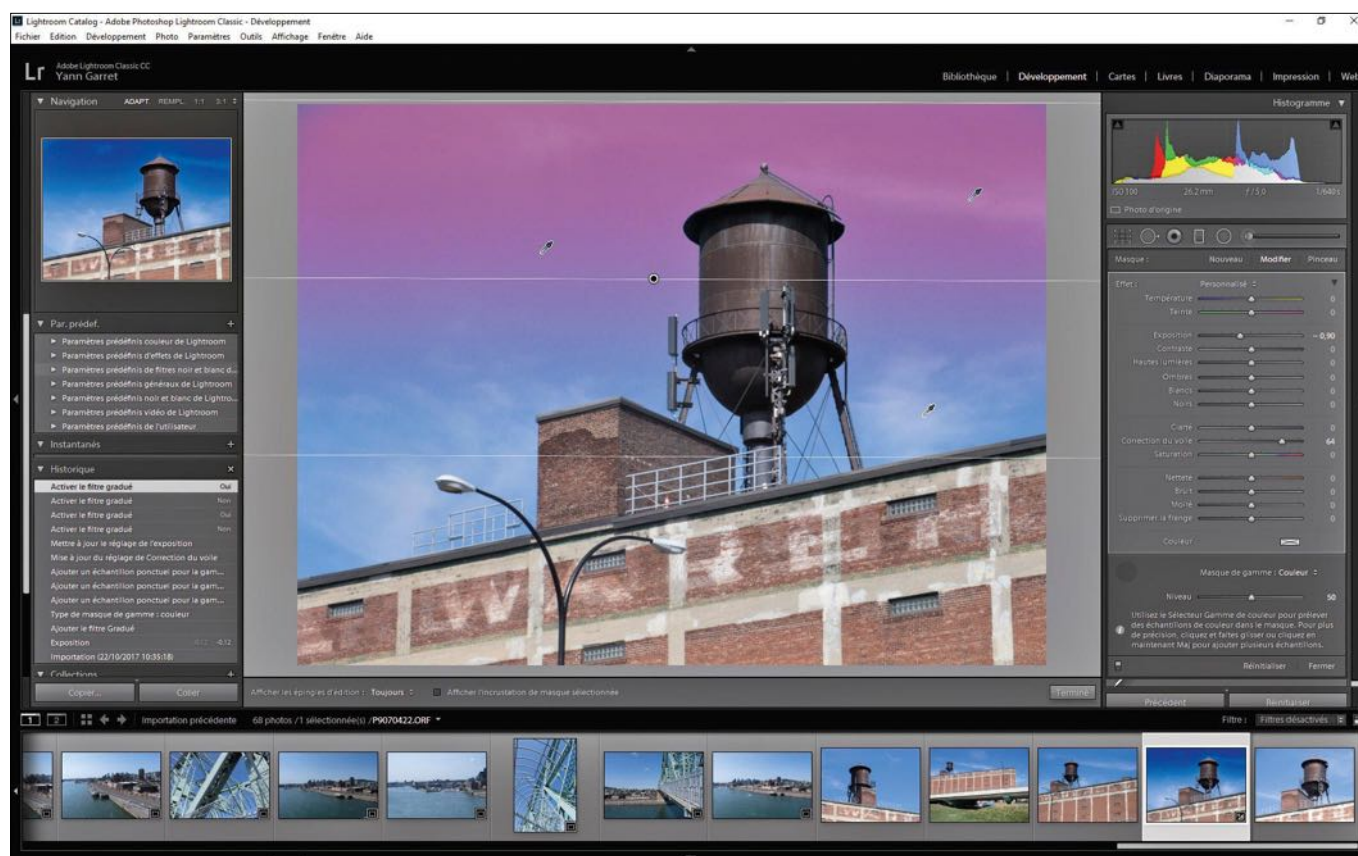 Lightroom Catalog - Adobe Photoshop Lightroom Classic - Développement
Fichier Edition Développement Photo Paramètres Outils Affichage Fenêtre Aide
Lr Adobe Lightroom Classic CC
Yann Garret
Bibliothèque | Développement | Cartes | Livres | Diaporama | Impression | Web
Navigation ADAPT. REMPL. 1:1 3:1
Par. prédéf. +
Paramètres prédéfinis couleur de Lightroom
Paramètres prédéfinis d'effets de Lightroom
Paramètres prédéfinis de filtres noir et blanc d...
Paramètres prédéfinis généraux de Lightroom
Paramètres prédéfinis noir et blanc de Lightro...
Paramètres prédéfinis vidéo de Lightroom
Paramètres prédéfinis de l'utilisateur
Instantanés +
Historique ×
Activer le filtre gradué Oui
Activer le filtre gradué Non
Activer le filtre gradué Oui
Activer le filtre gradué Non
Mettre à jour le réglage de l'exposition
Mise à jour du réglage de Correction du voile
Ajouter un échantillon ponctuel pour la gam...
Ajouter un échantillon ponctuel pour la gam...
Ajouter un échantillon ponctuel pour la gam...
Type de masque de gamme : couleur
Ajouter le filtre Gradué
Exposition -0,12 -0,12
Importation (22/10/2017 10:35:18)
Collections
Copier... Coller
Afficher les épingles d'édition : Toujours
Afficher l'incrustation de masque sélectionnée
Terminé
Histogramme
ISO 100 26,2 mm ƒ / 5,0 1/640 s
Photo d'origine
Masque : Nouveau Modifier Pinceau
Effet : Personnalisé
Température 0
Teinte 0
Exposition - 0,90
Contraste 0
Hautes lumières 0
Ombres 0
Blancs 0
Noirs 0
Clarté 0
Correction du voile 64
Saturation 0
Netteté 0
Bruit 0
Moiré 0
Supprimer la frange 0
Couleur
Masque de gamme : Couleur
Niveau 50
Utilisez le Sélecteur Gamme de couleur pour prélever
des échantillons de couleur dans le masque. Pour plus
de précision, cliquez et faites glisser ou cliquez en
maintenant Maj pour ajouter plusieurs échantillons.
Réinitialiser Fermer
Précédent Réinitialiser
1 2 Importation précédente 68 photos /1 sélectionnée(s) /P9070422.ORF
Filtre : Filtres désactivés